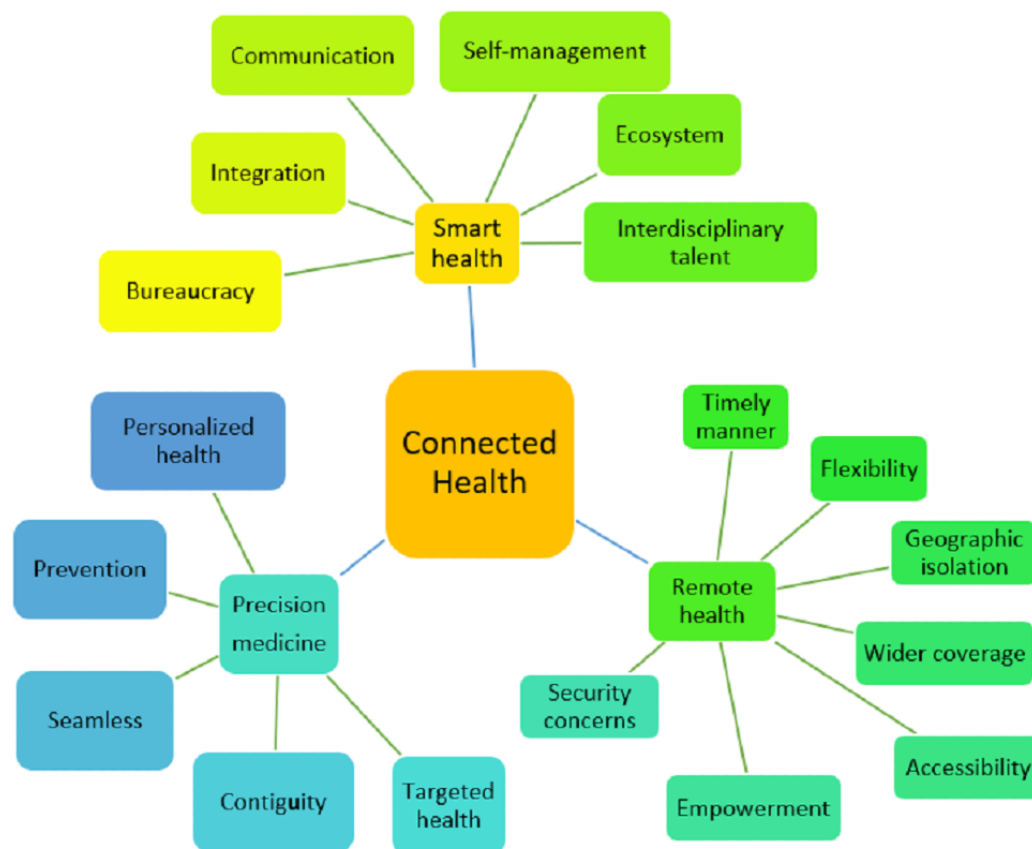 Communication
Self-management
Ecosystem
Integration
Smart
health
Interdisciplinary
talent
Bureaucracy
Connected
Health
Timely
manner
Flexibility
Geographic
isolation
Remote
health
Wider coverage
Accessibility
Empowerment
Security
concerns
Personalized
health
Prevention
Precision
medicine
Seamless
Contiguity
Targeted
health